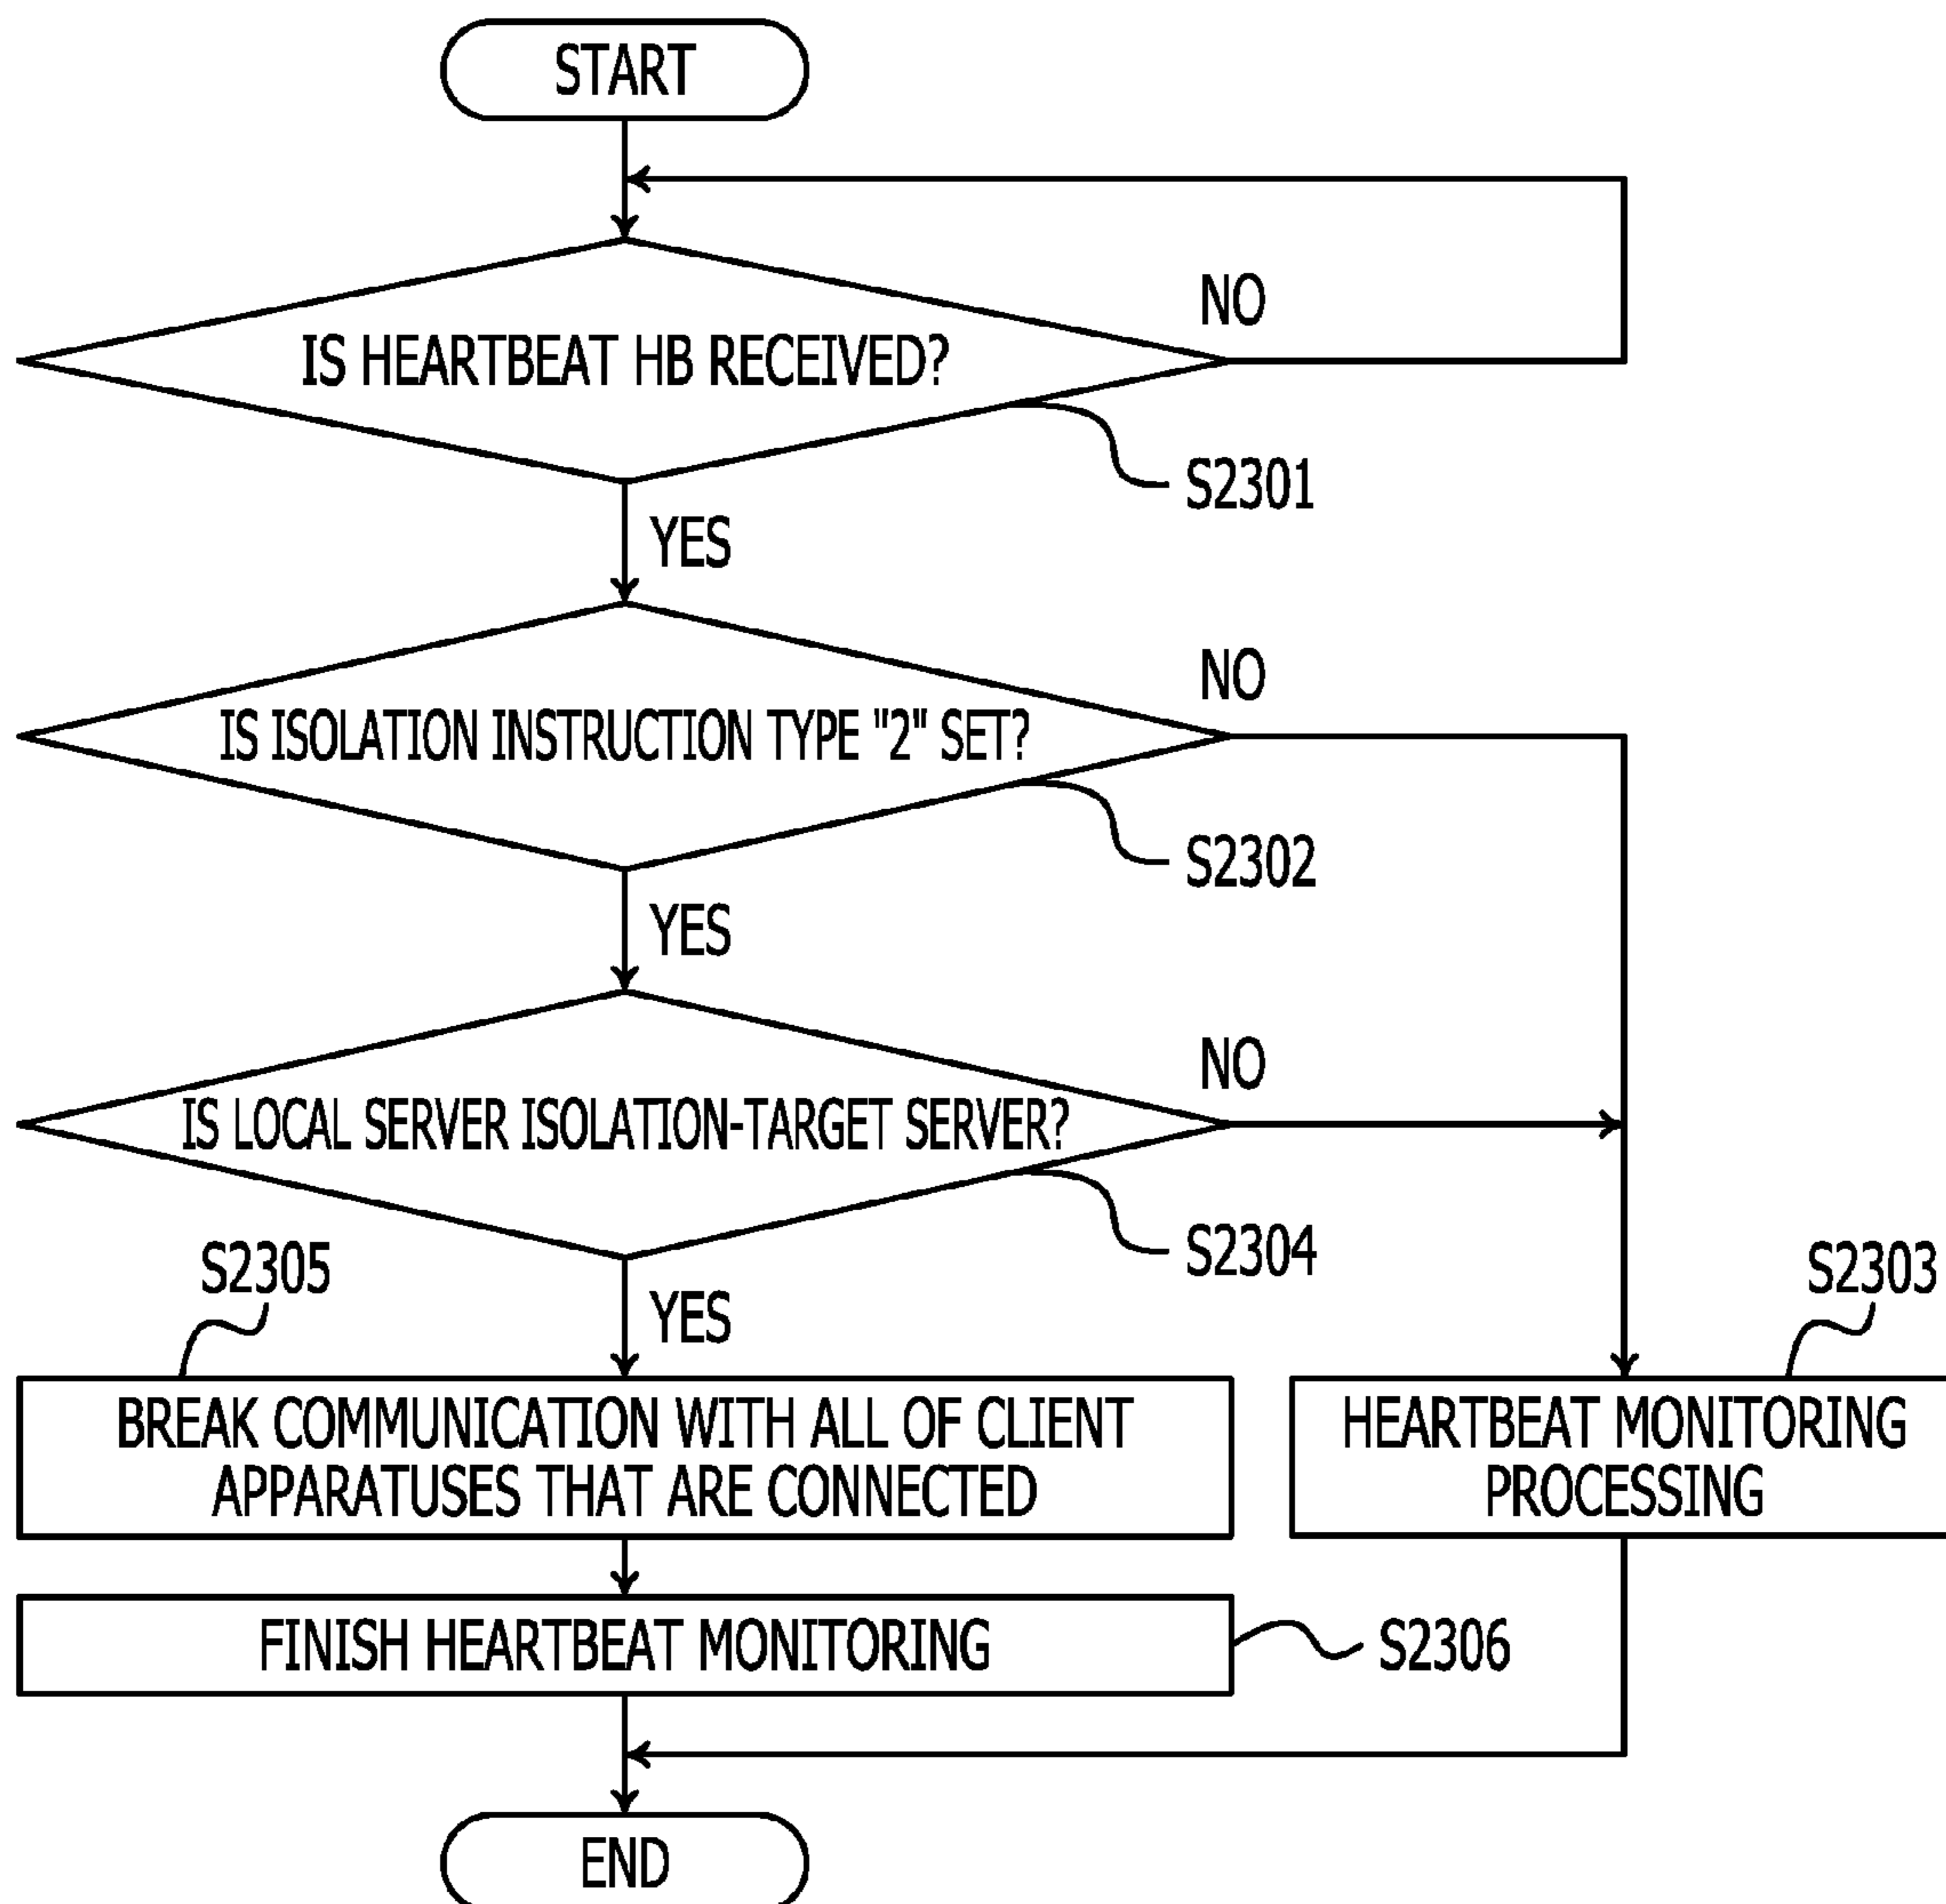 START
NO
IS HEARTBEAT HB RECEIVED?
S2301
YES
NO
IS ISOLATION INSTRUCTION TYPE "2" SET?
S2302
YES
NO
IS LOCAL SERVER ISOLATION-TARGET SERVER?
S2304
S2305
S2303
YES
BREAK COMMUNICATION WITH ALL OF CLIENT
APPARATUSES THAT ARE CONNECTED
HEARTBEAT MONITORING
PROCESSING
FINISH HEARTBEAT MONITORING
S2306
END